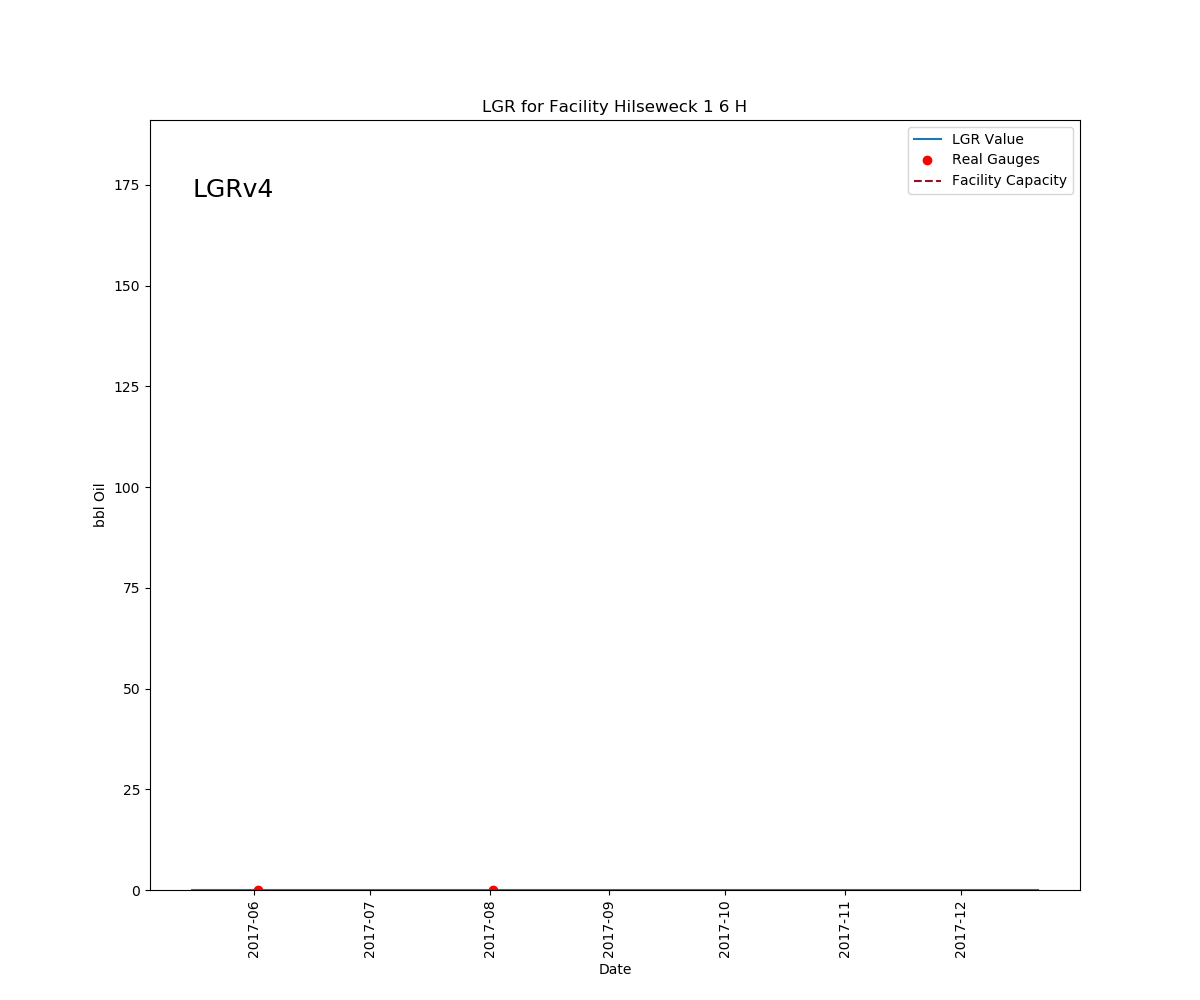 LGR for Facility Hilseweck 1 6 H
LGR Value
Real Gauges
Facility Capacity
LGRv4
175
150
125
100
75
50
25
0
bbl Oil
2017-06
2017-07
2017-08
2017-09
2017-10
2017-11
2017-12
Date